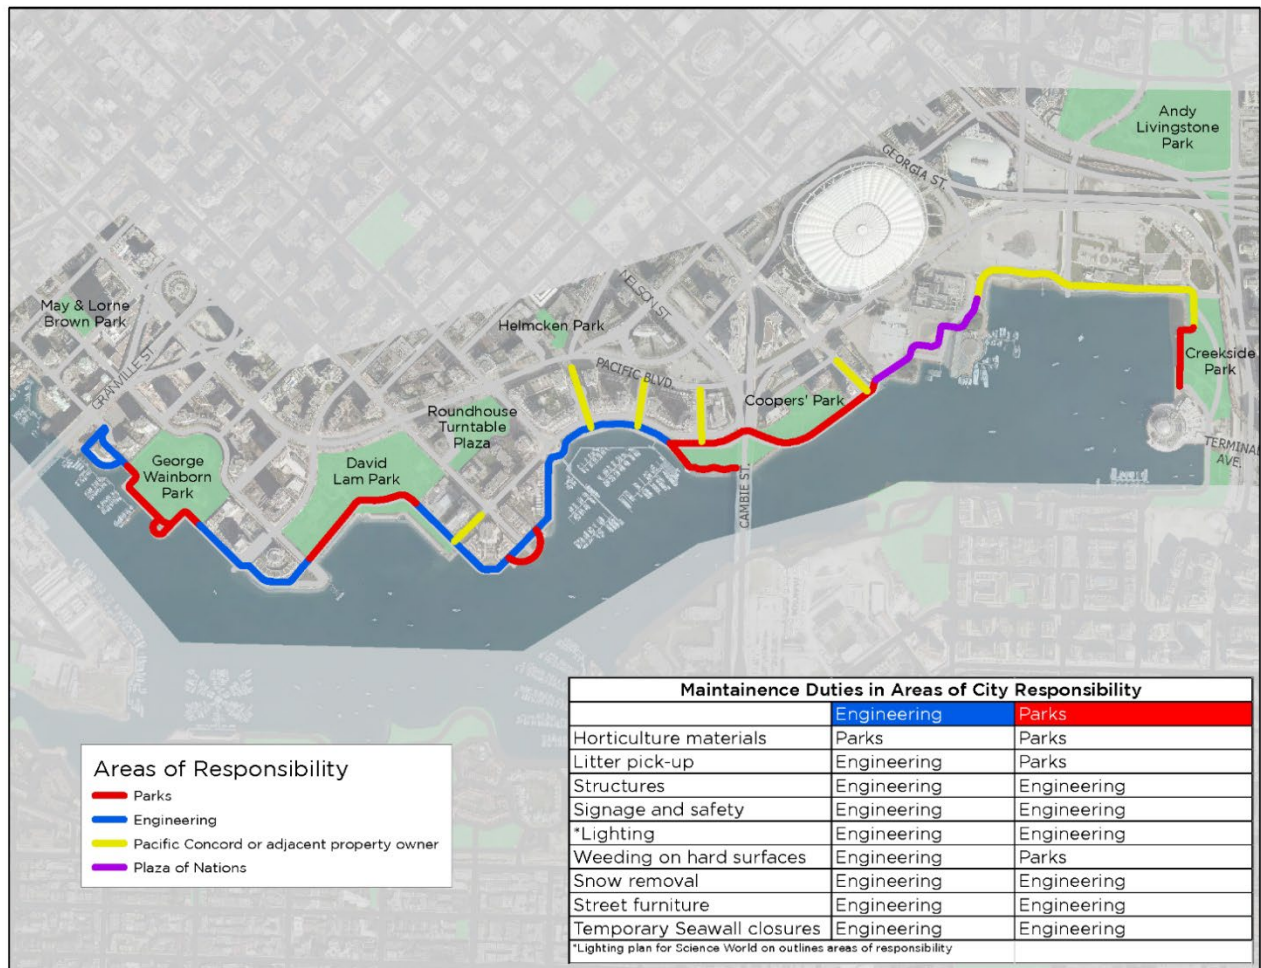 Andy
Livingstone
Park
GEORGIA ST.
NELSON ST.
May & Lorne
Brown Park
Helmcken Park
GRANVILLE ST.
PACIFIC BLVD.
Creekside
Park
Coopers' Park
Roundhouse
Turntable
Plaza
TERMINAL
AVE.
George
Wainborn
Park
David
Lam Park
CAMBIE ST.
Areas of Responsibility
Parks
Engineering
Pacific Concord or adjacent property owner
Plaza of Nations
Maintainence Duties in Areas of City Responsibility
Engineering Parks
Horticulture materials Parks Parks
Litter pick-up Engineering Parks
Structures Engineering Engineering
Signage and safety Engineering Engineering
*Lighting Engineering Engineering
Weeding on hard surfaces Engineering Parks
Snow removal Engineering Engineering
Street furniture Engineering Engineering
Temporary Seawall closures Engineering Engineering
*Lighting plan for Science World on outlines areas of responsibility